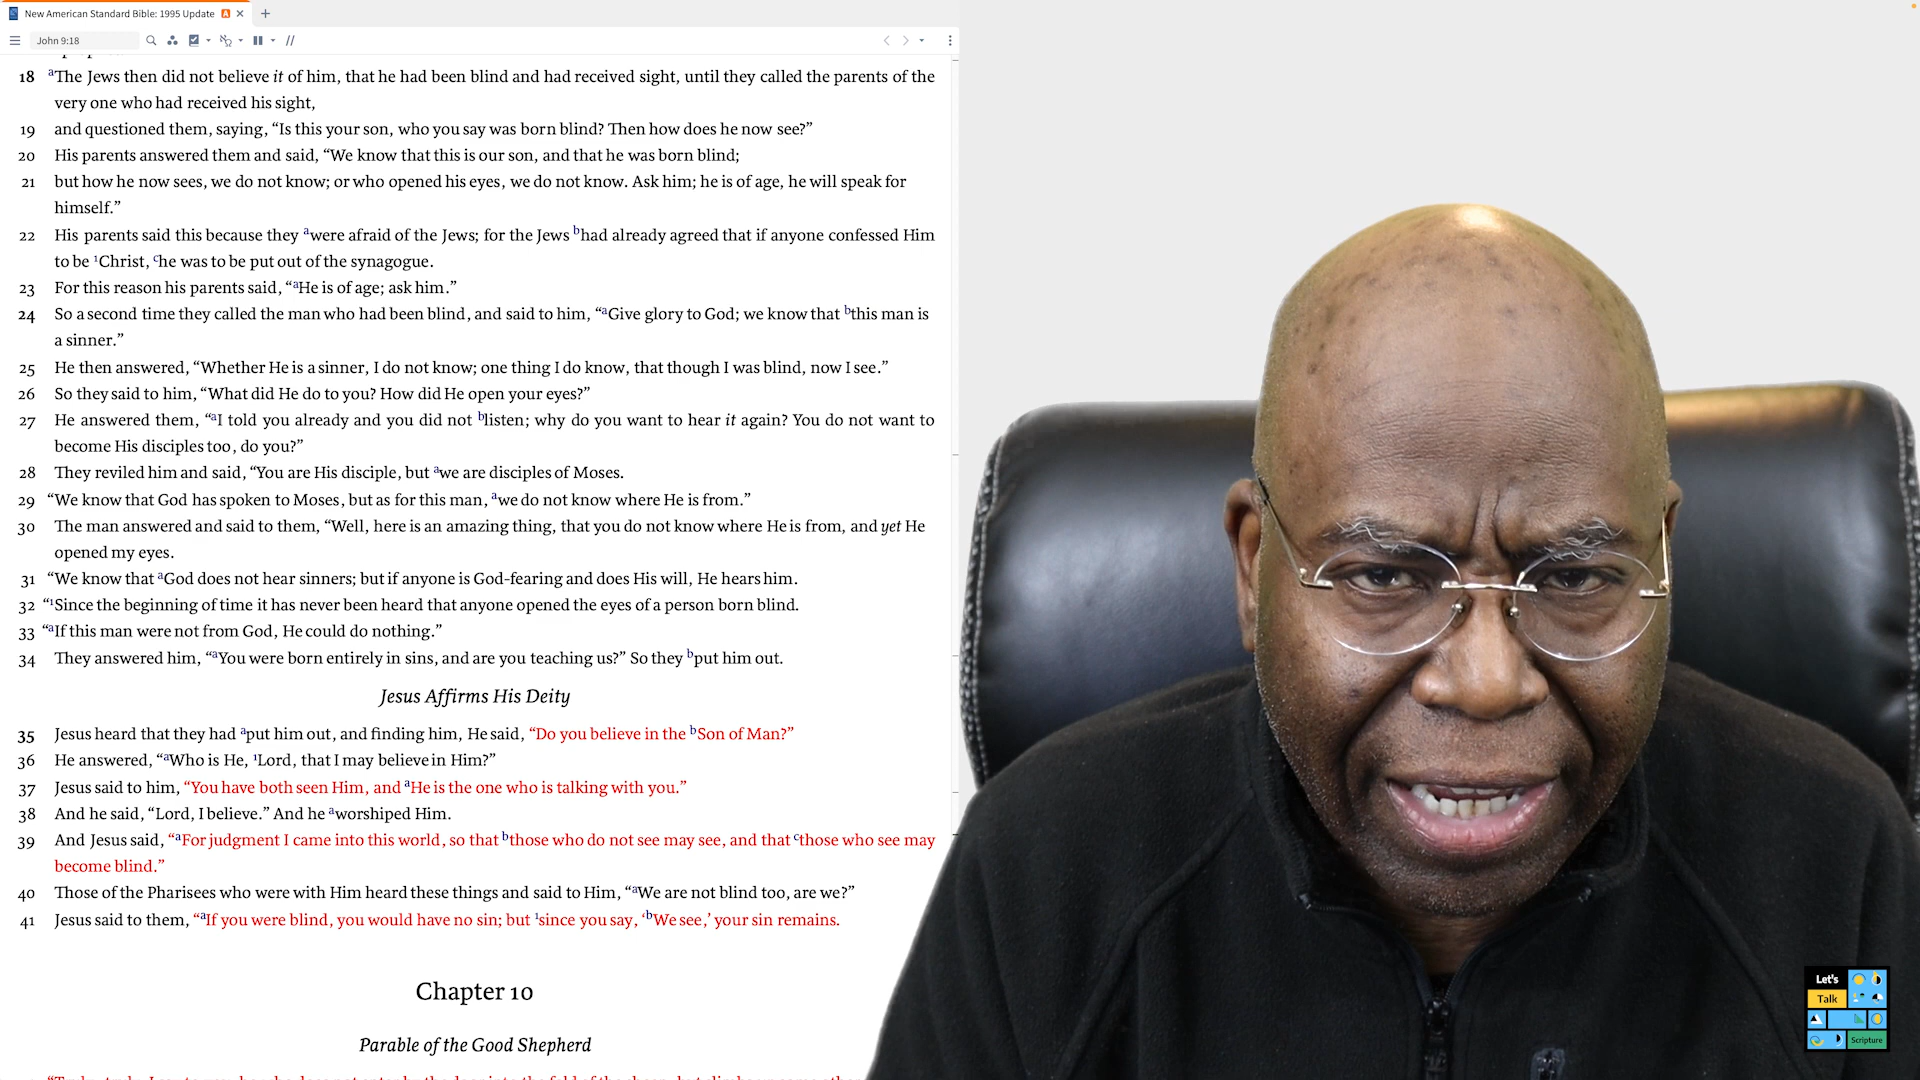 New American Standard Bible: 1995 Update A
John 9:18
18 aThe Jews then did not believe it of him, that he had been blind and had received sight, until they called the parents of the
very one who had received his sight,
19 and questioned them, saying, “Is this your son, who you say was born blind? Then how does he now see?”
20 His parents answered them and said, “We know that this is our son, and that he was born blind;
21 but how he now sees, we do not know; or who opened his eyes, we do not know. Ask him; he is of age, he will speak for
himself.”
22 His parents said this because they awere afraid of the Jews; for the Jews bhad already agreed that if anyone confessed Him
to be 1Christ, che was to be put out of the synagogue.
23 For this reason his parents said, “aHe is of age; ask him.”
24 So a second time they called the man who had been blind, and said to him, “aGive glory to God; we know that bthis man is
a sinner.”
25 He then answered, “Whether He is a sinner, I do not know; one thing I do know, that though I was blind, now I see.”
26 So they said to him, “What did He do to you? How did He open your eyes?”
27 He answered them, “aI told you already and you did not blisten; why do you want to hear it again? You do not want to
become His disciples too, do you?”
28 They reviled him and said, “You are His disciple, but awe are disciples of Moses.
29 “We know that God has spoken to Moses, but as for this man, awe do not know where He is from.”
30 The man answered and said to them, “Well, here is an amazing thing, that you do not know where He is from, and yet He
opened my eyes.
31 “We know that aGod does not hear sinners; but if anyone is God-fearing and does His will, He hears him.
32 “1Since the beginning of time it has never been heard that anyone opened the eyes of a person born blind.
33 “aIf this man were not from God, He could do nothing.”
34 They answered him, “aYou were born entirely in sins, and are you teaching us?” So they bput him out.
Jesus Affirms His Deity
35 Jesus heard that they had aput him out, and finding him, He said, “Do you believe in the bSon of Man?”
36 He answered, “aWho is He, 1Lord, that I may believe in Him?”
37 Jesus said to him, “You have both seen Him, and aHe is the one who is talking with you.”
38 And he said, “Lord, I believe.” And he aworshiped Him.
39 And Jesus said, “aFor judgment I came into this world, so that bthose who do not see may see, and that cthose who see may
become blind.”
40 Those of the Pharisees who were with Him heard these things and said to Him, “aWe are not blind too, are we?”
41 Jesus said to them, “aIf you were blind, you would have no sin; but 1since you say, ‘bWe see,’ your sin remains.
Chapter 10
Parable of the Good Shepherd
Let's
Talk
Scripture